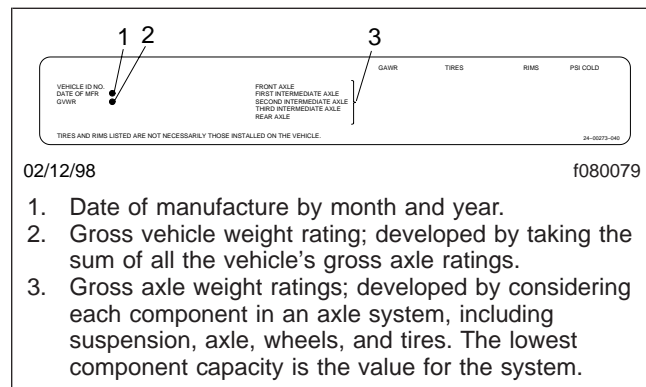 1 2 3
GAWR TIRES RIMS PSI COLD
VEHICLE ID NO.
DATE OF MFR
GVWR
FRONT AXLE
FIRST INTERMEDIATE AXLE
SECOND INTERMEDIATE AXLE
THIRD INTERMEDIATE AXLE
REAR AXLE
TIRES AND RIMS LISTED ARE NOT NECESSARILY THOSE INSTALLED ON THE VEHICLE.
24–00273–040
02/12/98 f080079
1. Date of manufacture by month and year.
2. Gross vehicle weight rating; developed by taking the
sum of all the vehicle's gross axle ratings.
3. Gross axle weight ratings; developed by considering
each component in an axle system, including
suspension, axle, wheels, and tires. The lowest
component capacity is the value for the system.